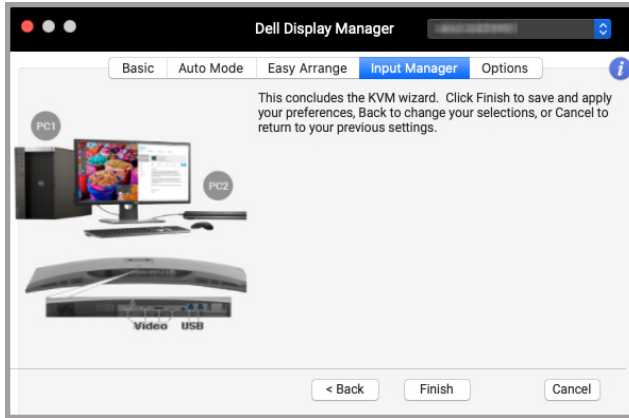 Dell Display Manager
Basic
Auto Mode
Easy Arrange
Input Manager
Options
i
This concludes the KVM wizard. Click Finish to save and apply
your preferences, Back to change your selections, or Cancel to
return to your previous settings.
PC1
PC2
Video USB
< Back
Finish
Cancel